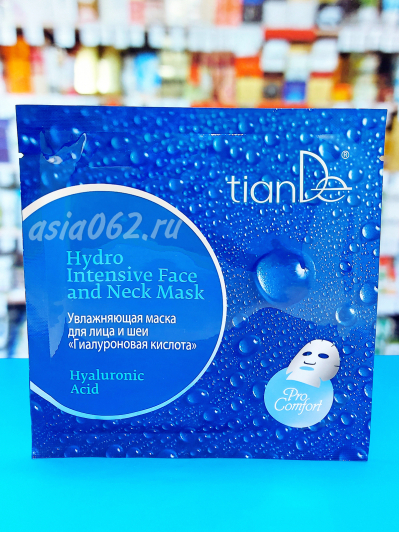 tianDe®
asia062.ru
Hydro
Intensive Face
and Neck Mask
Увлажняющая маска
для лица и шеи
«Гиалуроновая кислота»
Hyaluronic
Acid
Pro
Comfort